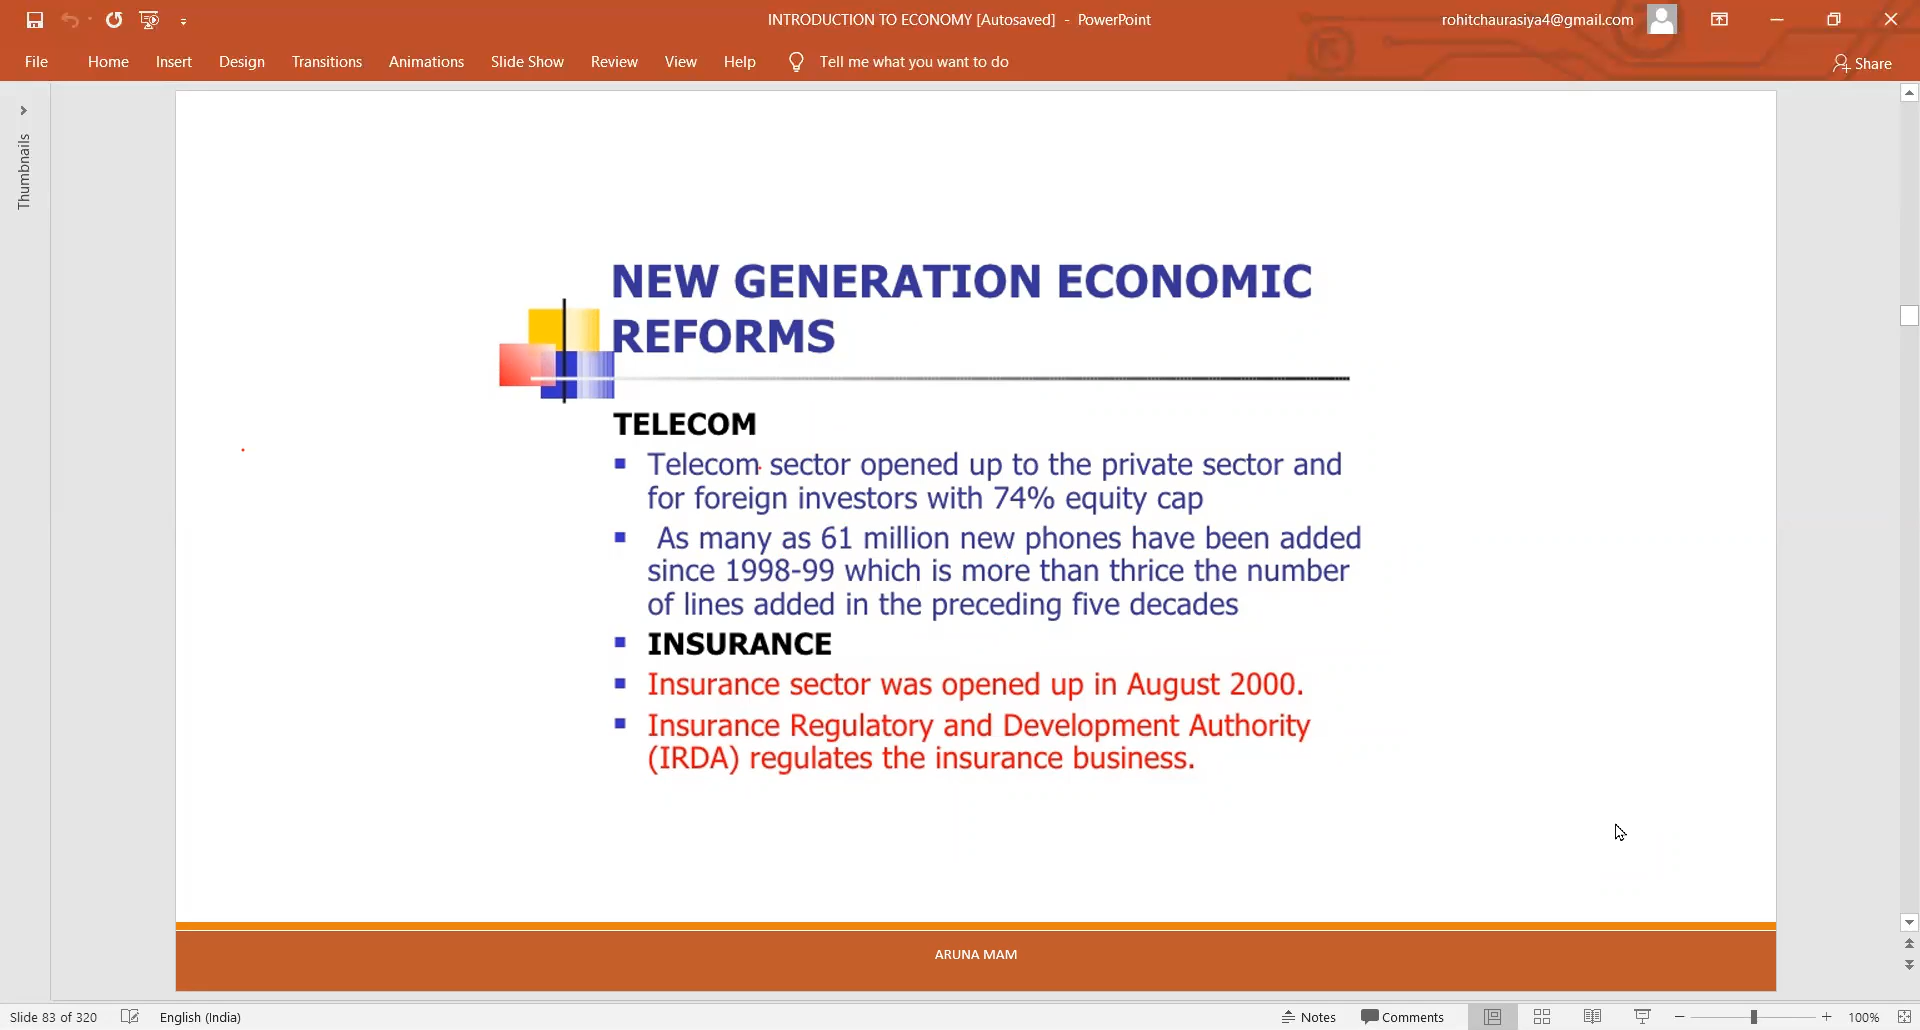 INTRODUCTION TO ECONOMY [Autosaved] - PowerPoint
rohitchaurasiya4@gmail.com
File Home Insert Design Transitions Animations Slide Show Review View Help Tell me what you want to do
Share
Thumbnails
NEW GENERATION ECONOMIC
REFORMS
TELECOM
Telecom sector opened up to the private sector and
for foreign investors with 74% equity cap
As many as 61 million new phones have been added
since 1998-99 which is more than thrice the number
of lines added in the preceding five decades
INSURANCE
Insurance sector was opened up in August 2000.
Insurance Regulatory and Development Authority
(IRDA) regulates the insurance business.
ARUNA MAM
Slide 83 of 320 English (India) Notes Comments 100%